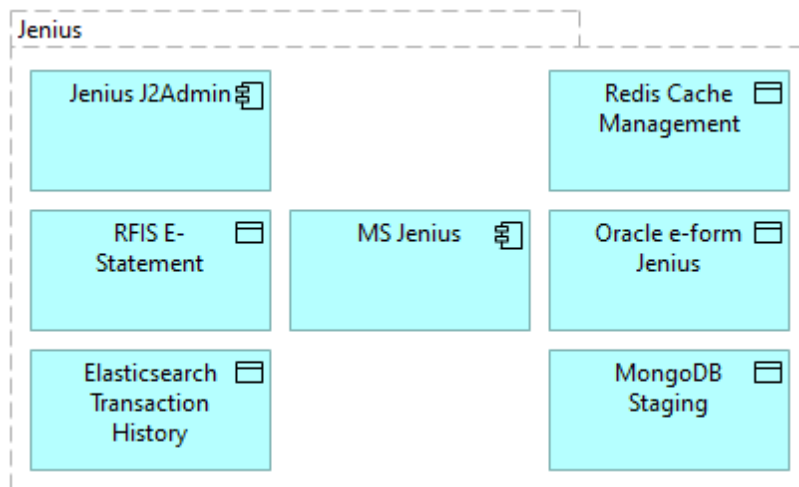 Jenius
Jenius J2Admin
Redis Cache
Management
RFIS E-
Statement
MS Jenius
Oracle e-form
Jenius
Elasticsearch
Transaction
History
MongoDB
Staging